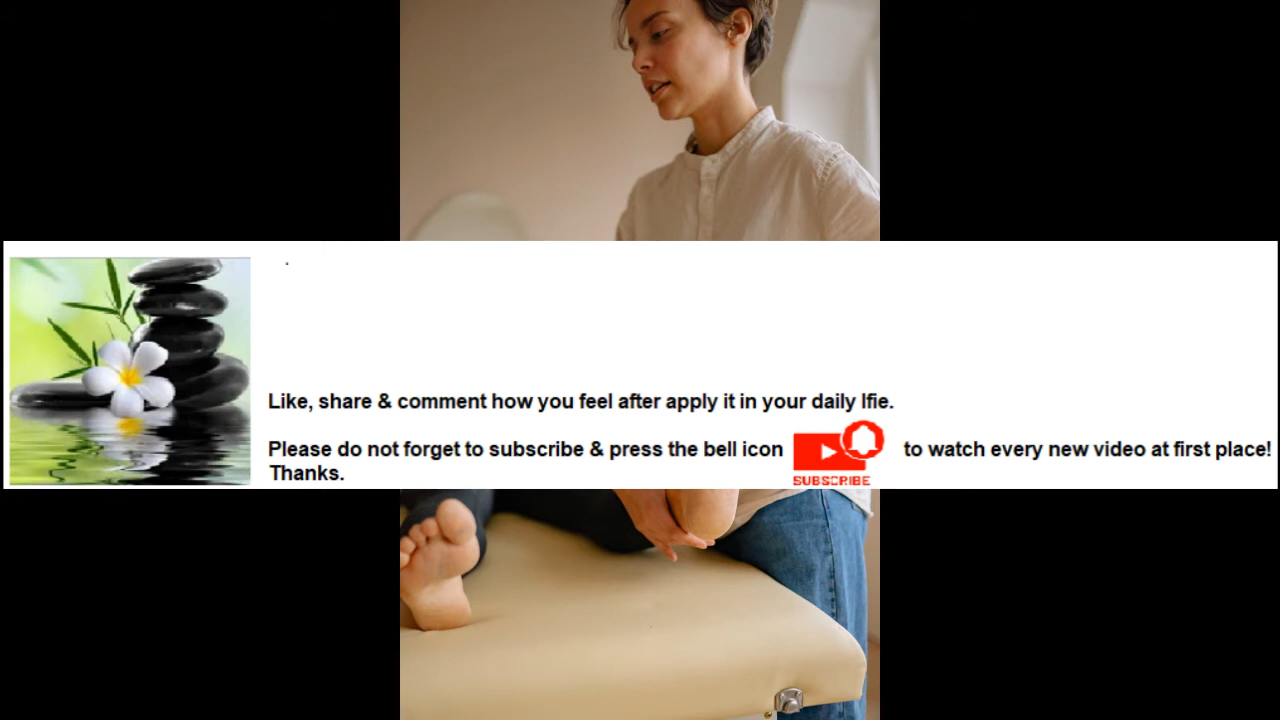 Like, share & comment how you feel after apply it in your daily lfie.
Please do not forget to subscribe & press the bell icon SUBSCRIBE to watch every new video at first place!
Thanks.